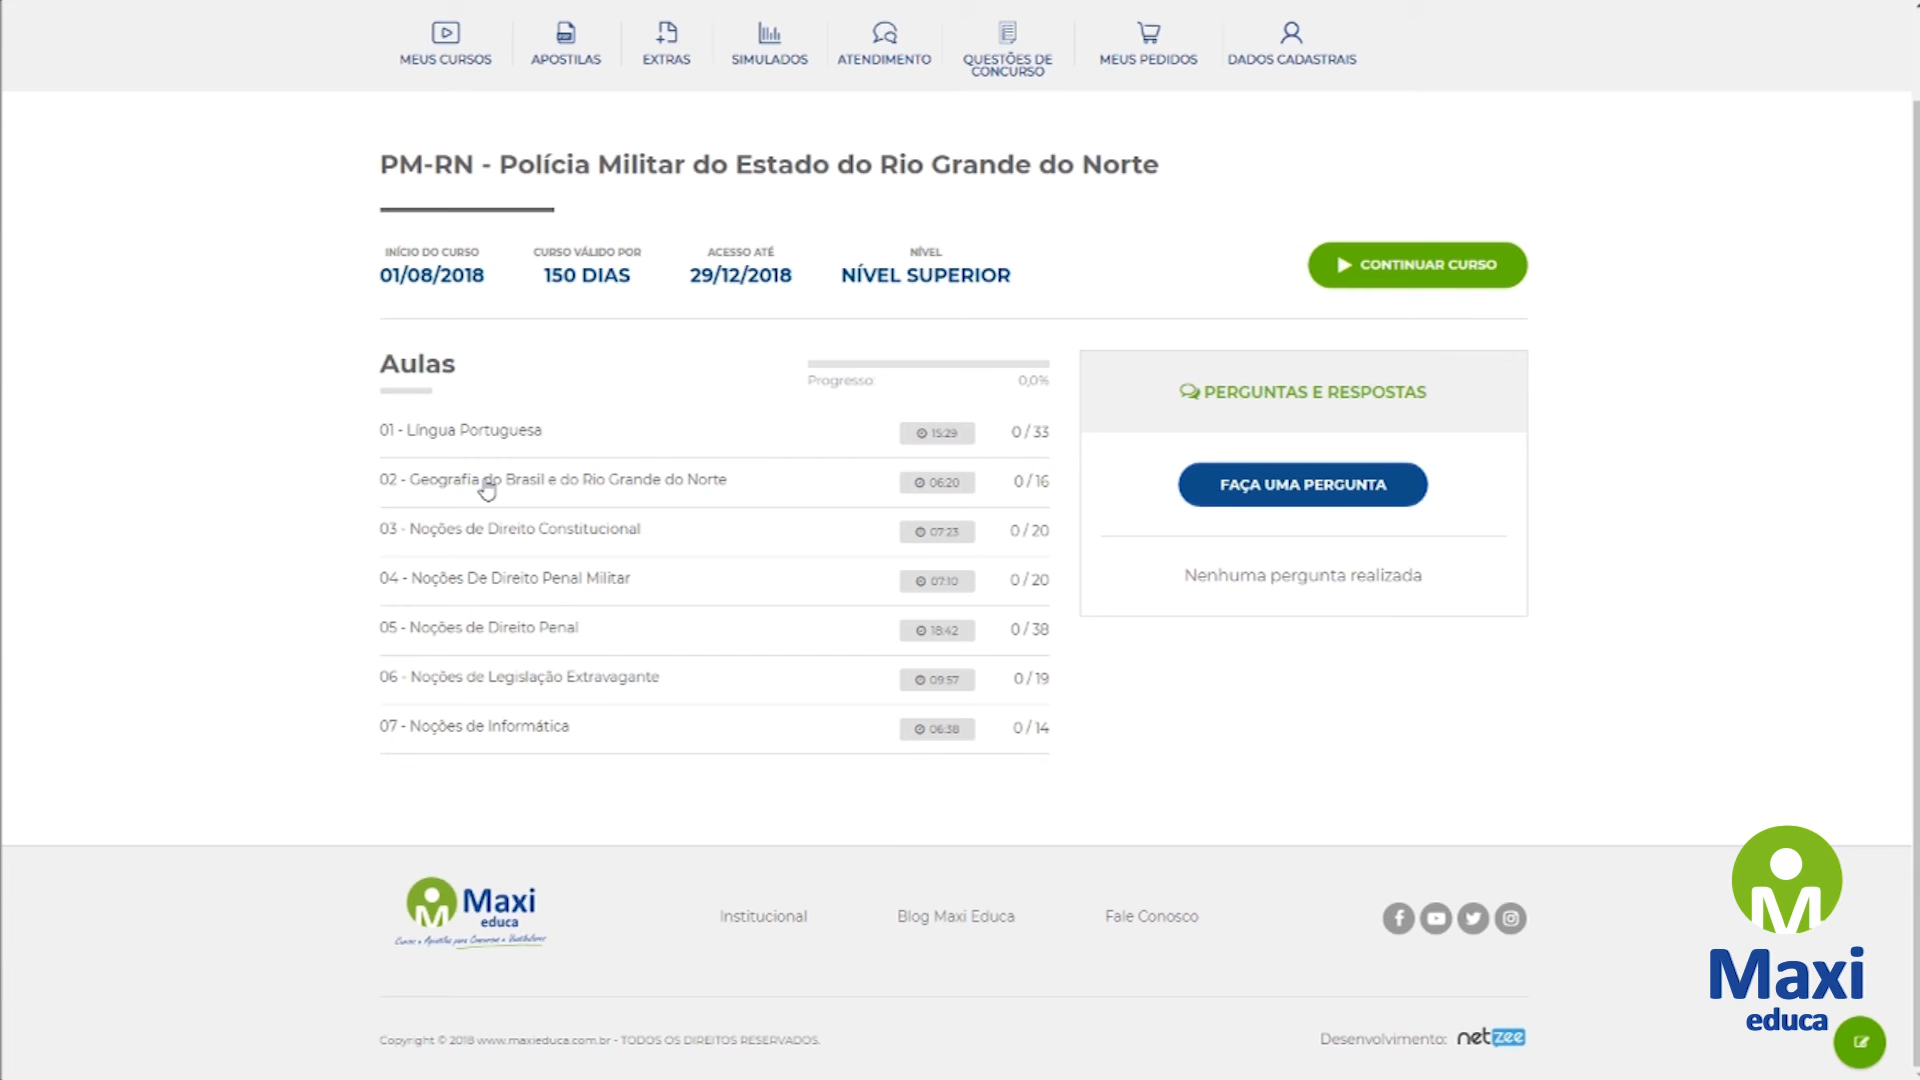 MEUS CURSOS
APOSTILAS
EXTRAS
SIMULADOS
ATENDIMENTO
QUESTÕES DE
CONCURSO
MEUS PEDIDOS
DADOS CADASTRAIS
PM-RN - Polícia Militar do Estado do Rio Grande do Norte
INÍCIO DO CURSO
01/08/2018
CURSO VÁLIDO POR
150 DIAS
ACESSO ATÉ
29/12/2018
NÍVEL
NÍVEL SUPERIOR
CONTINUAR CURSO
Aulas
Progresso: 0,0%
01 - Língua Portuguesa 15:29 0 / 33
02 - Geografia do Brasil e do Rio Grande do Norte 06:20 0 / 16
03 - Noções de Direito Constitucional 07:23 0 / 20
04 - Noções De Direito Penal Militar 07:10 0 / 20
05 - Noções de Direito Penal 18:42 0 / 38
06 - Noções de Legislação Extravagante 09:57 0 / 19
07 - Noções de Informática 06:38 0 / 14
PERGUNTAS E RESPOSTAS
FAÇA UMA PERGUNTA
Nenhuma pergunta realizada
Maxi
educa
Cursos e Apostilas para Concursos e Vestibulares
Institucional
Blog Maxi Educa
Fale Conosco
Maxi
educa
Copyright © 2018 www.maxieduca.com.br - TODOS OS DIREITOS RESERVADOS.
Desenvolvimento: netzee